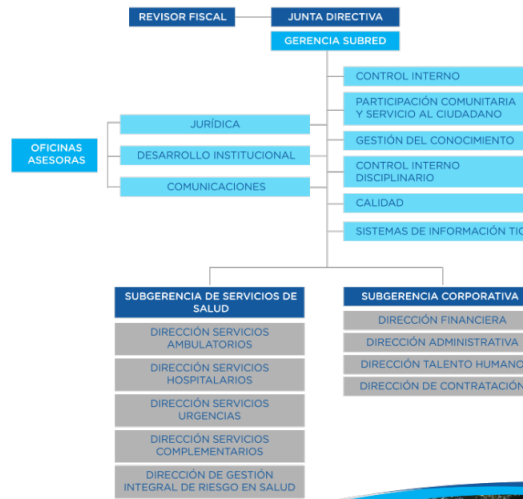 REVISOR FISCAL
JUNTA DIRECTIVA
GERENCIA SUBRED
CONTROL INTERNO
PARTICIPACIÓN COMUNITARIA
Y SERVICIO AL CIUDADANO
GESTIÓN DEL CONOCIMIENTO
CONTROL INTERNO
DISCIPLINARIO
CALIDAD
SISTEMAS DE INFORMACIÓN TIC
OFICINAS
ASESORAS
JURÍDICA
DESARROLLO INSTITUCIONAL
COMUNICACIONES
SUBGERENCIA DE SERVICIOS DE
SALUD
DIRECCIÓN SERVICIOS
AMBULATORIOS
DIRECCIÓN SERVICIOS
HOSPITALARIOS
DIRECCIÓN SERVICIOS
URGENCIAS
DIRECCIÓN SERVICIOS
COMPLEMENTARIOS
DIRECCIÓN DE GESTIÓN
INTEGRAL DE RIESGO EN SALUD
SUBGERENCIA CORPORATIVA
DIRECCIÓN FINANCIERA
DIRECCIÓN ADMINISTRATIVA
DIRECCIÓN TALENTO HUMANO
DIRECCIÓN DE CONTRATACIÓN